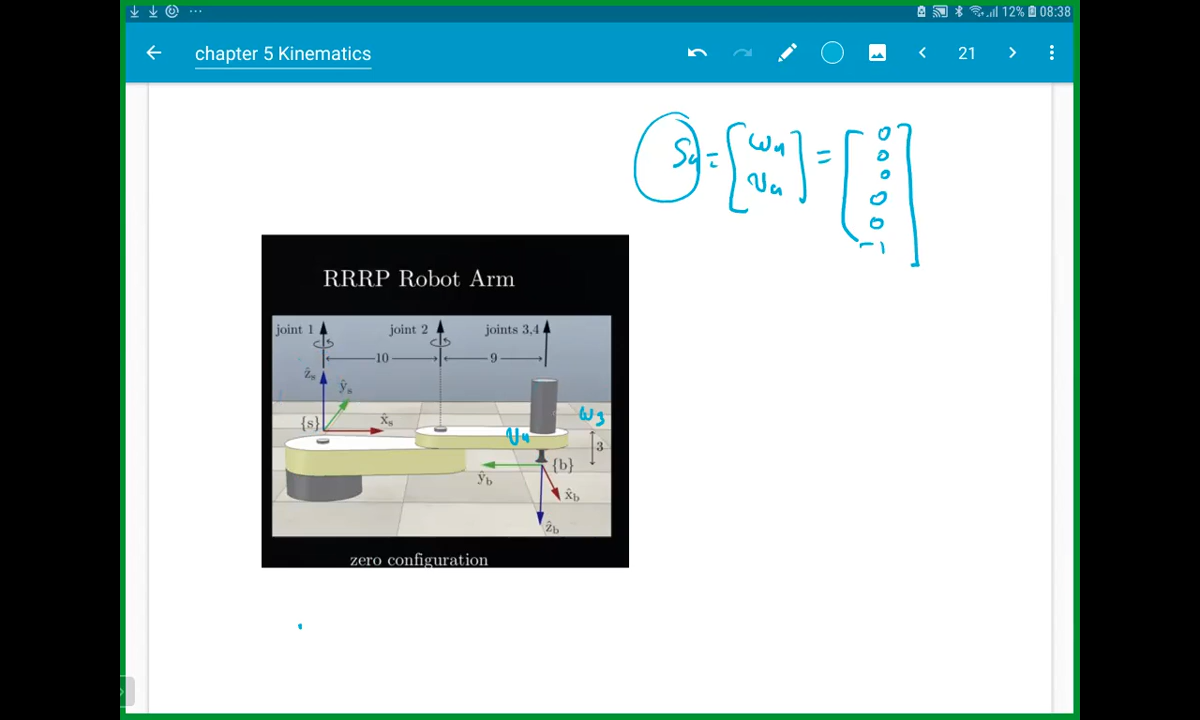 12% 08:38
chapter 5 Kinematics
21
S4 = [ω4 v4] = [0 0 0 0 0 -1]
RRRP Robot Arm
joint 1 joint 2 joints 3,4
10 9
ẑs ŷs
{s} x̂s
ω3
v4
3
{b}
ŷb x̂b
ẑb
zero configuration